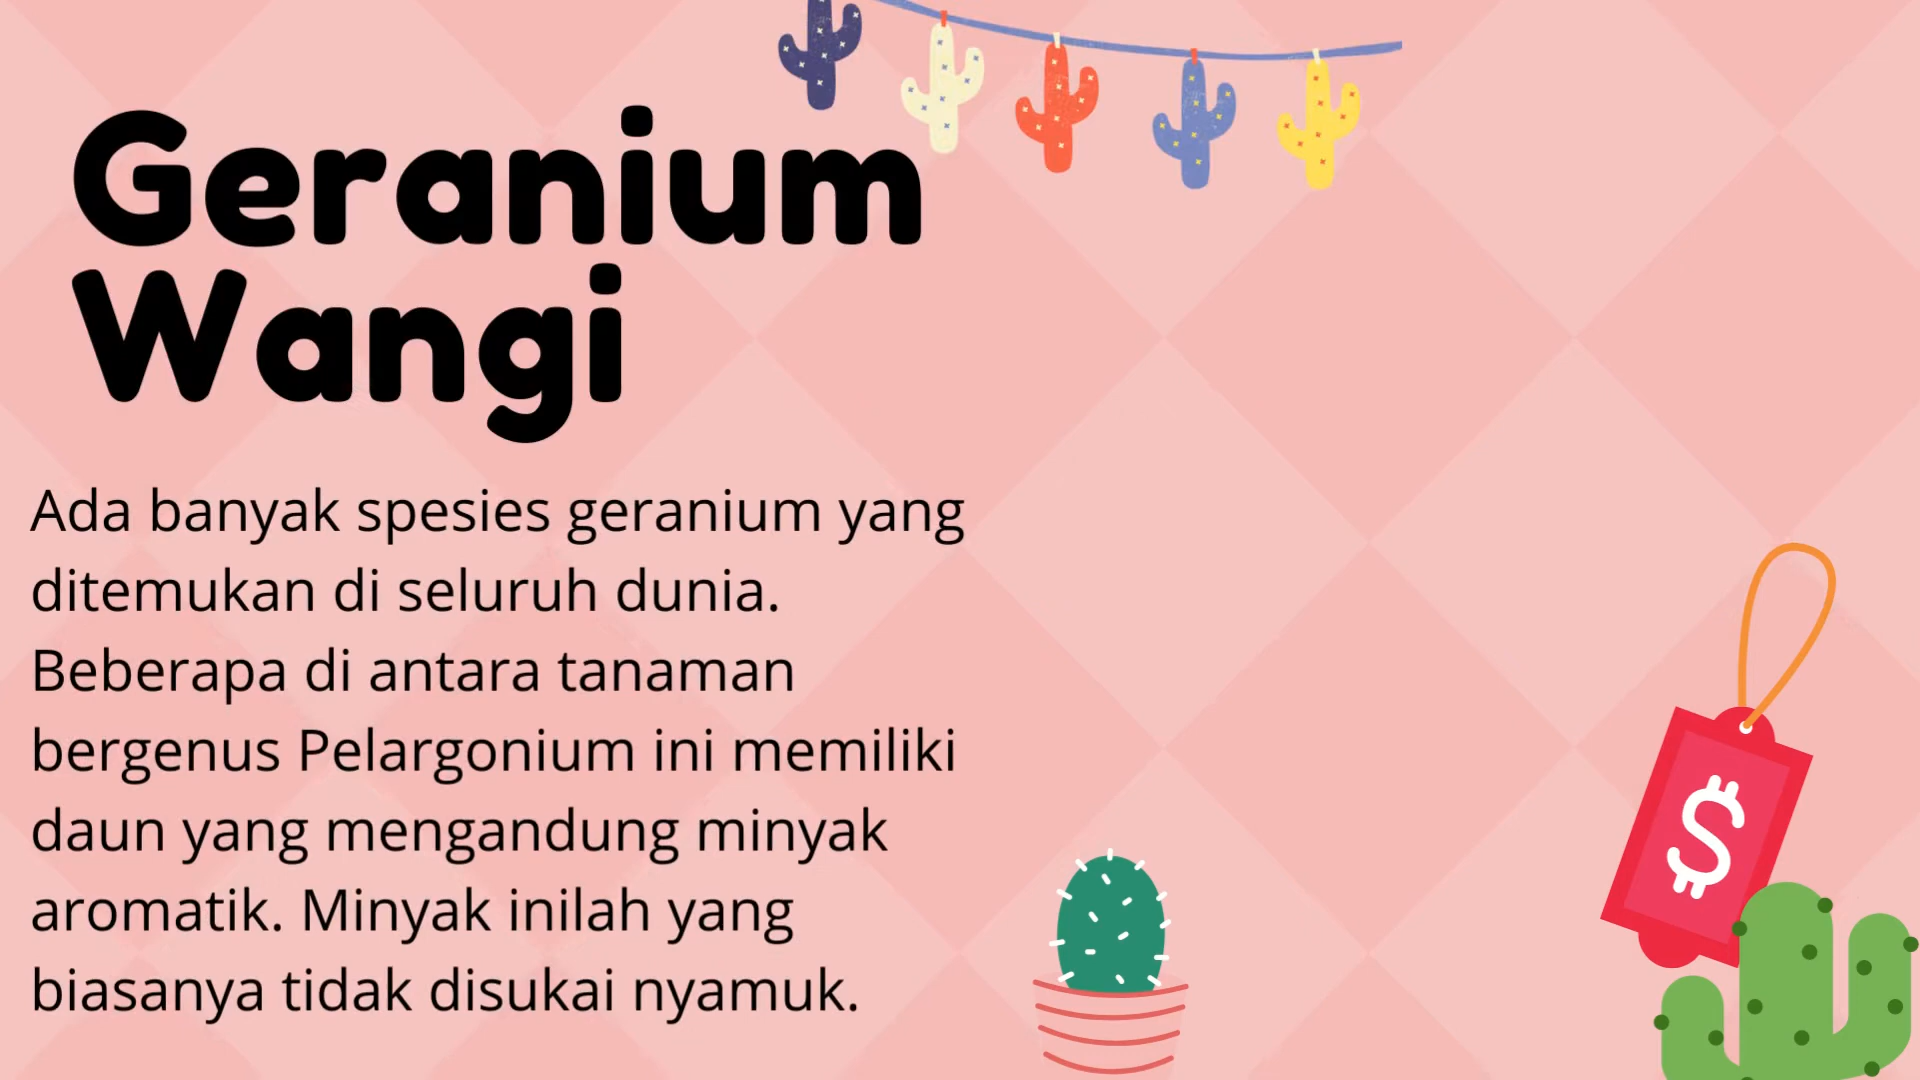 Geranium
Wangi
Ada banyak spesies geranium yang
ditemukan di seluruh dunia.
Beberapa di antara tanaman
bergenus Pelargonium ini memiliki
daun yang mengandung minyak
aromatik. Minyak inilah yang
biasanya tidak disukai nyamuk.
$